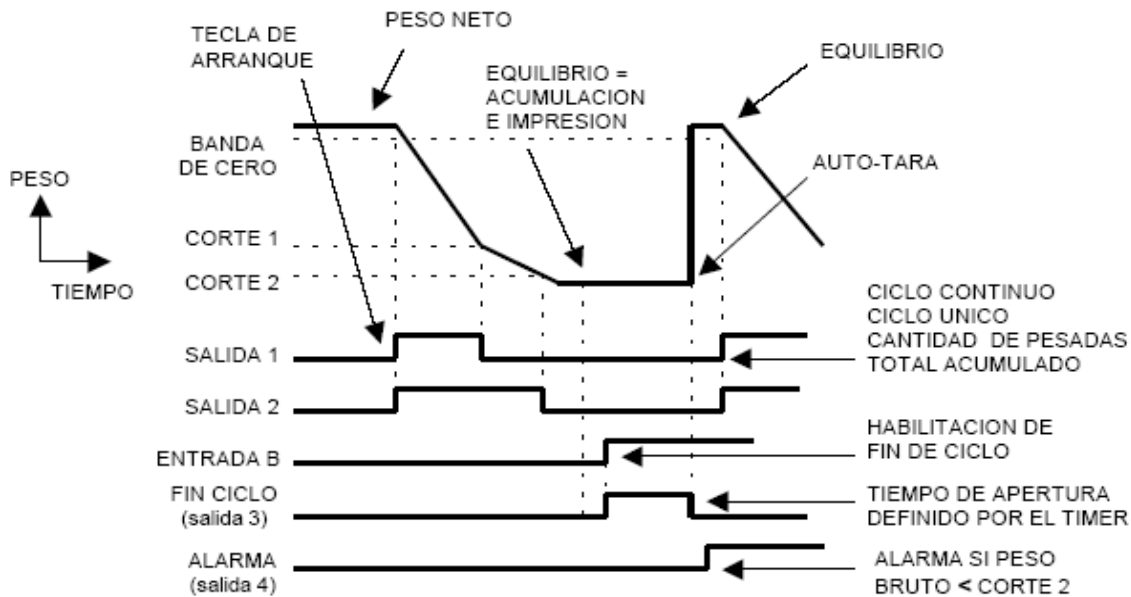 TECLA DE
ARRANQUE
PESO NETO
EQUILIBRIO =
ACUMULACION
E IMPRESION
EQUILIBRIO
BANDA
DE CERO
AUTO-TARA
PESO
TIEMPO
CORTE 1
CORTE 2
CICLO CONTINUO
CICLO UNICO
CANTIDAD DE PESADAS
TOTAL ACUMULADO
SALIDA 1
SALIDA 2
HABILITACION DE
FIN DE CICLO
ENTRADA B
FIN CICLO
(salida 3)
TIEMPO DE APERTURA
DEFINIDO POR EL TIMER
ALARMA
(salida 4)
ALARMA SI PESO
BRUTO < CORTE 2